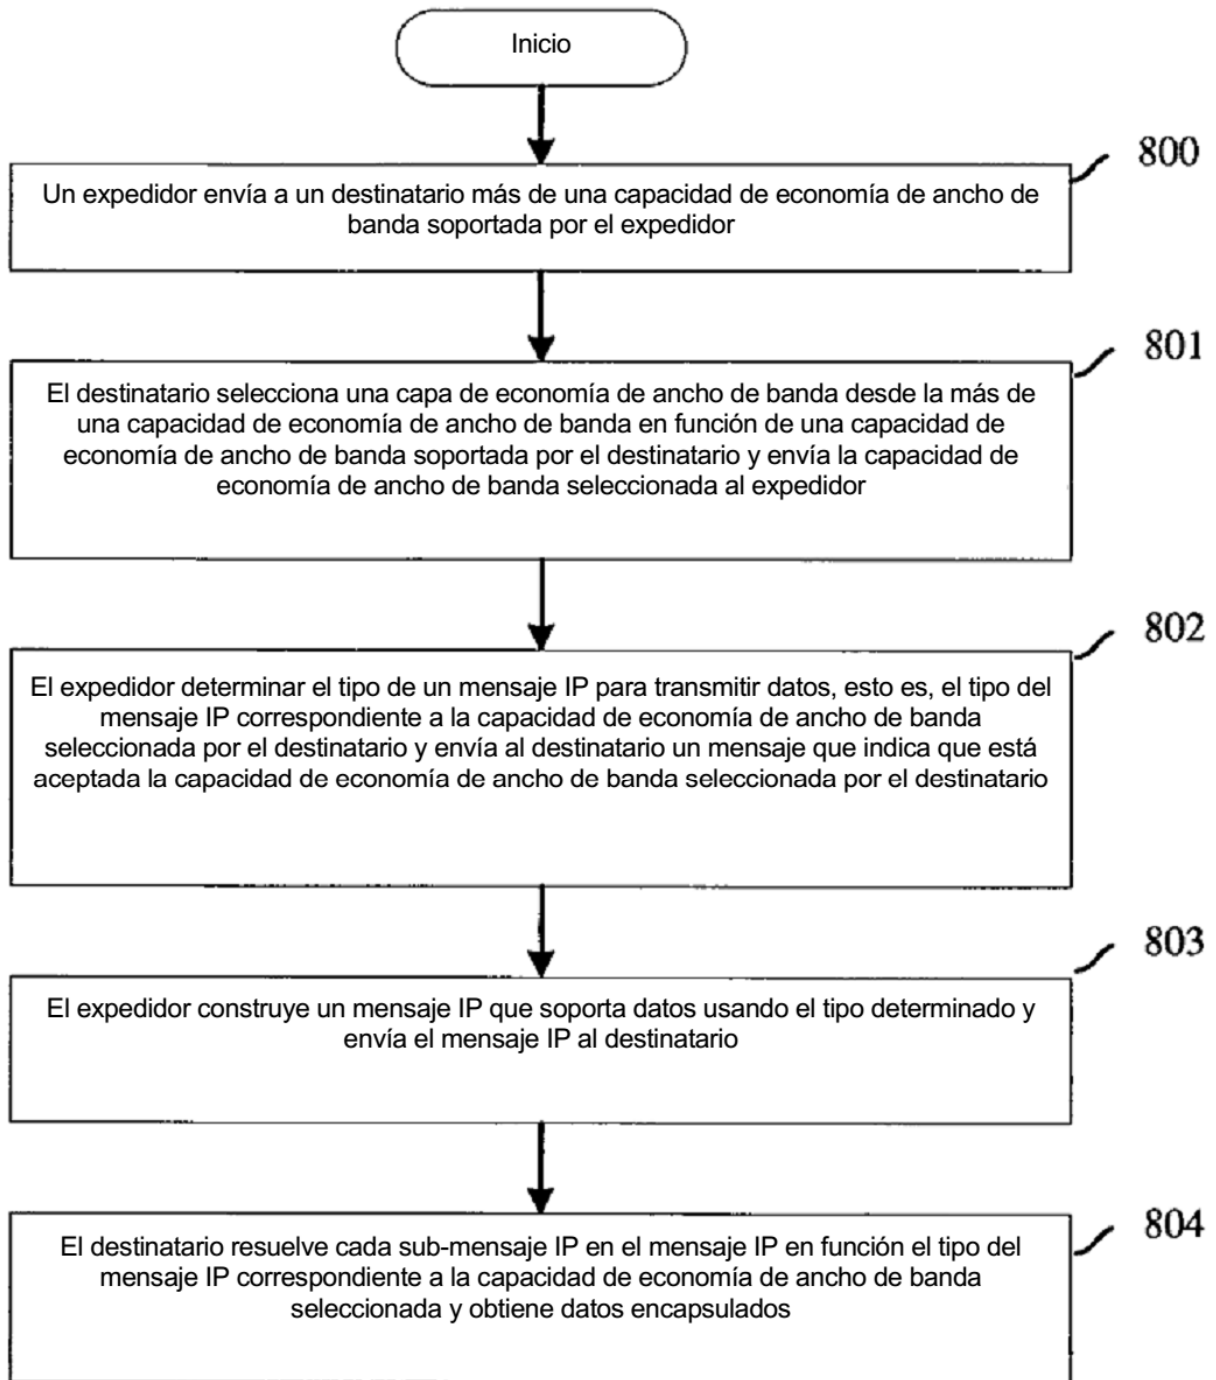 Inicio
800
Un expedidor envía a un destinatario más de una capacidad de economía de ancho de
banda soportada por el expedidor
801
El destinatario selecciona una capa de economía de ancho de banda desde la más de
una capacidad de economía de ancho de banda en función de una capacidad de
economía de ancho de banda soportada por el destinatario y envía la capacidad de
economía de ancho de banda seleccionada al expedidor
802
El expedidor determinar el tipo de un mensaje IP para transmitir datos, esto es, el tipo del
mensaje IP correspondiente a la capacidad de economía de ancho de banda
seleccionada por el destinatario y envía al destinatario un mensaje que indica que está
aceptada la capacidad de economía de ancho de banda seleccionada por el destinatario
803
El expedidor construye un mensaje IP que soporta datos usando el tipo determinado y
envía el mensaje IP al destinatario
804
El destinatario resuelve cada sub-mensaje IP en el mensaje IP en función el tipo del
mensaje IP correspondiente a la capacidad de economía de ancho de banda
seleccionada y obtiene datos encapsulados